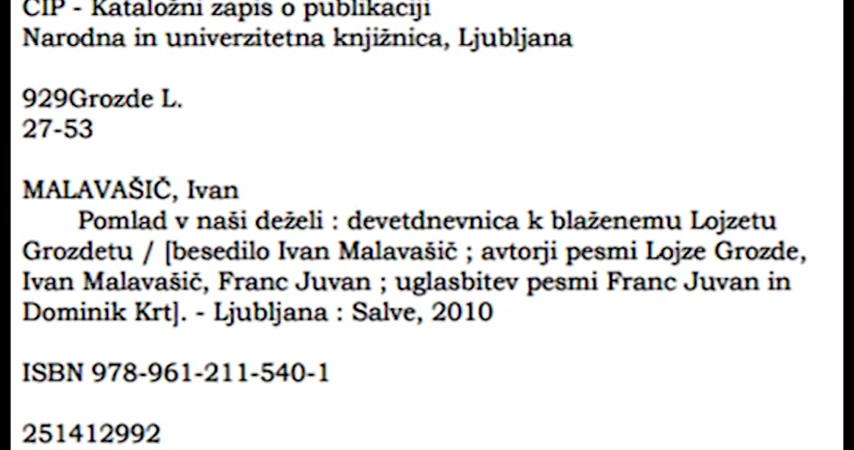 CIP - Kataložni zapis o publikaciji
Narodna in univerzitetna knjižnica, Ljubljana
929Grozde L.
27-53
MALAVAŠIČ, Ivan
Pomlad v naši deželi : devetdnevnica k blaženemu Lojzetu
Grozdetu / [besedilo Ivan Malavašič ; avtorji pesmi Lojze Grozde,
Ivan Malavašič, Franc Juvan ; uglasbitev pesmi Franc Juvan in
Dominik Krt]. - Ljubljana : Salve, 2010
ISBN 978-961-211-540-1
251412992